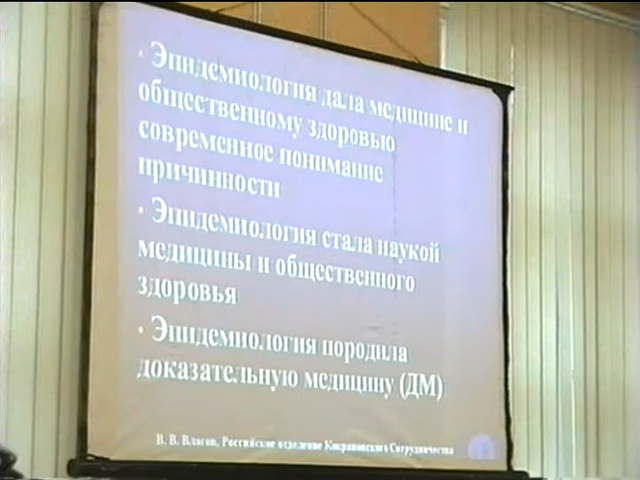 · Эпидемиология дала медицине и
общественному здоровью
современное понимание
причинности
· Эпидемиология стала наукой
медицины и общественного
здоровья
· Эпидемиология породила
доказательную медицину (ДМ)
В. В. Власов, Российское отделение Кокрановского Сотрудничества